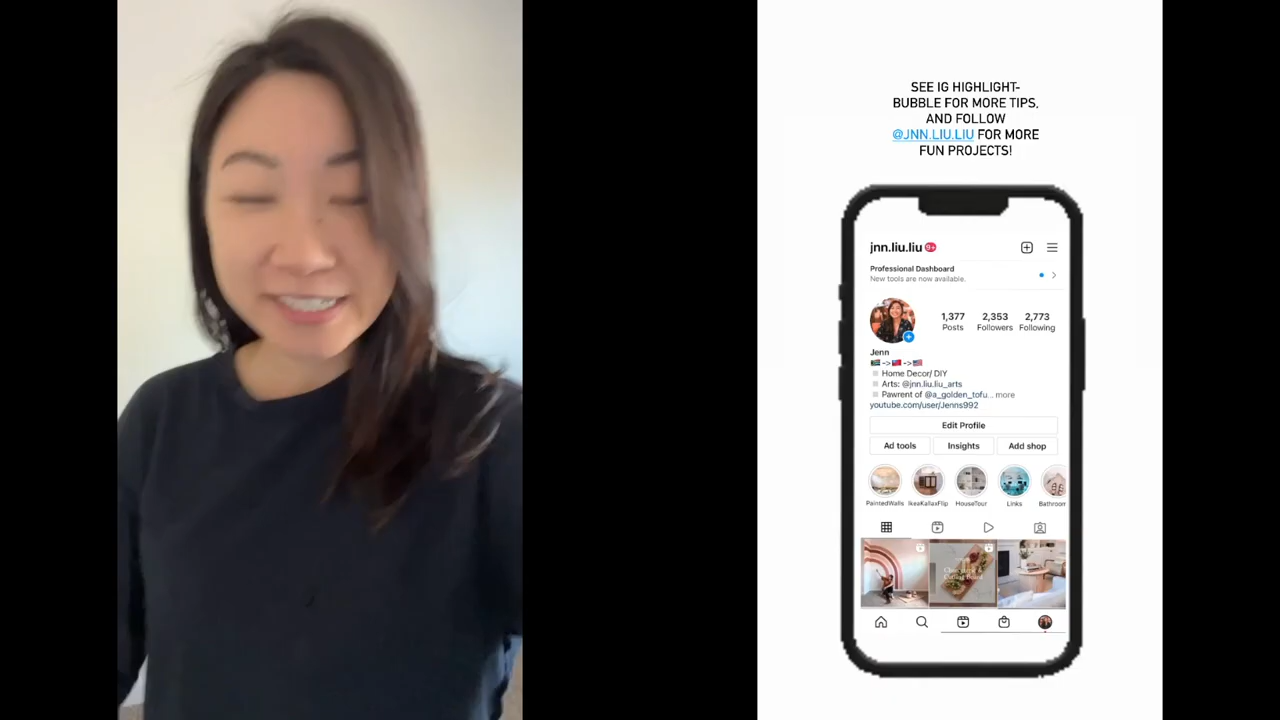 SEE IG HIGHLIGHT-
BUBBLE FOR MORE TIPS,
AND FOLLOW
@JNN.LIU.LIU FOR MORE
FUN PROJECTS!
jnn.liu.liu 9+
Professional Dashboard
New tools are now available.
1,377 2,353 2,773
Posts Followers Following
Jenn
-> ->
Home Decor/ DIY
Arts: @jnn.liu.liu_arts
Pawrent of @a_golden_tofu... more
youtube.com/user/Jenns992
Edit Profile
Ad tools Insights Add shop
PaintedWalls IkeaKallaxFlip HouseTour Links Bathroom
Cutting Board